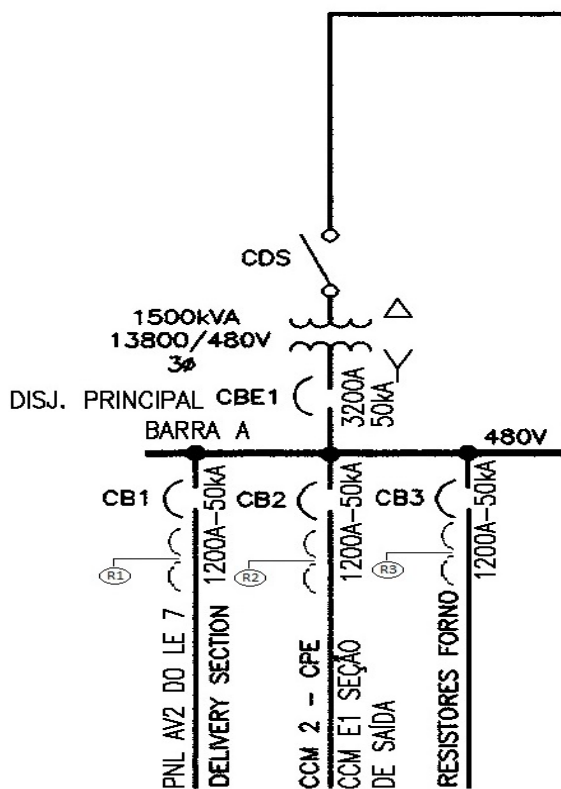 CDS
1500kVA
13800/480V
3ø
DISJ. PRINCIPAL CBE1
3200A
50kA
BARRA A
480V
CB1
1200A-50kA
CB2
1200A-50kA
CB3
1200A-50kA
R1
R2
R3
PNL AV2 DO LE 7
DELIVERY SECTION
CCM 2 - CPE
CCM E1 SEÇÃO
DE SAÍDA
RESISTORES FORNO